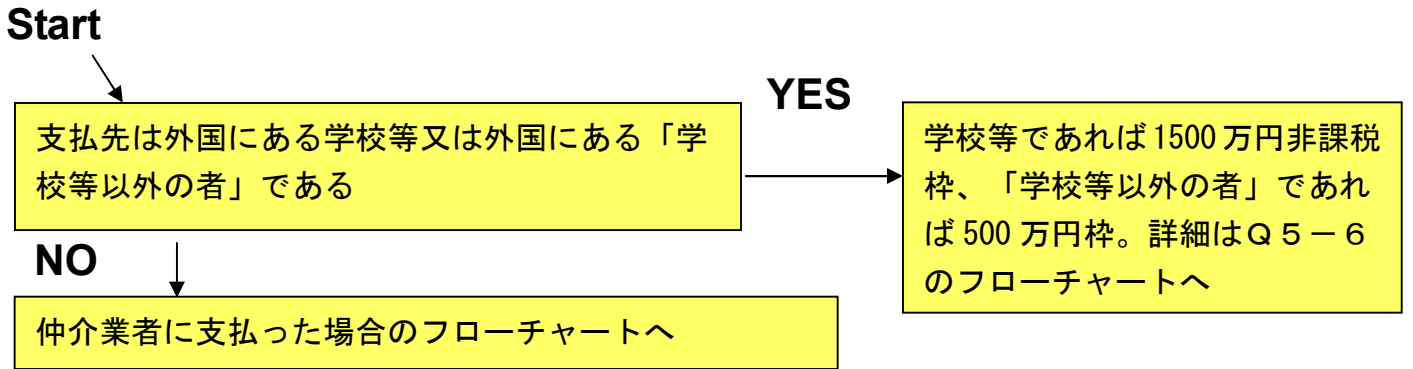 Start
支払先は外国にある学校等又は外国にある「学
校等以外の者」である
YES
学校等であれば1500万円非課税
枠、「学校等以外の者」であれ
ば500万円枠。詳細はQ5-6
のフローチャートへ
NO
仲介業者に支払った場合のフローチャートへ